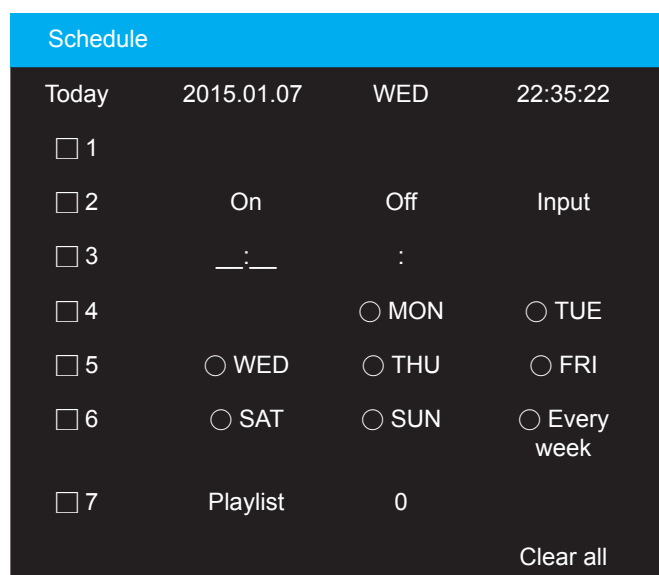 Schedule
Today 2015.01.07 WED 22:35:22
☐ 1
☐ 2 On Off Input
☐ 3 __:__ :
☐ 4 ○ MON ○ TUE
☐ 5 ○ WED ○ THU ○ FRI
☐ 6 ○ SAT ○ SUN ○ Every
week
☐ 7 Playlist 0
Clear all